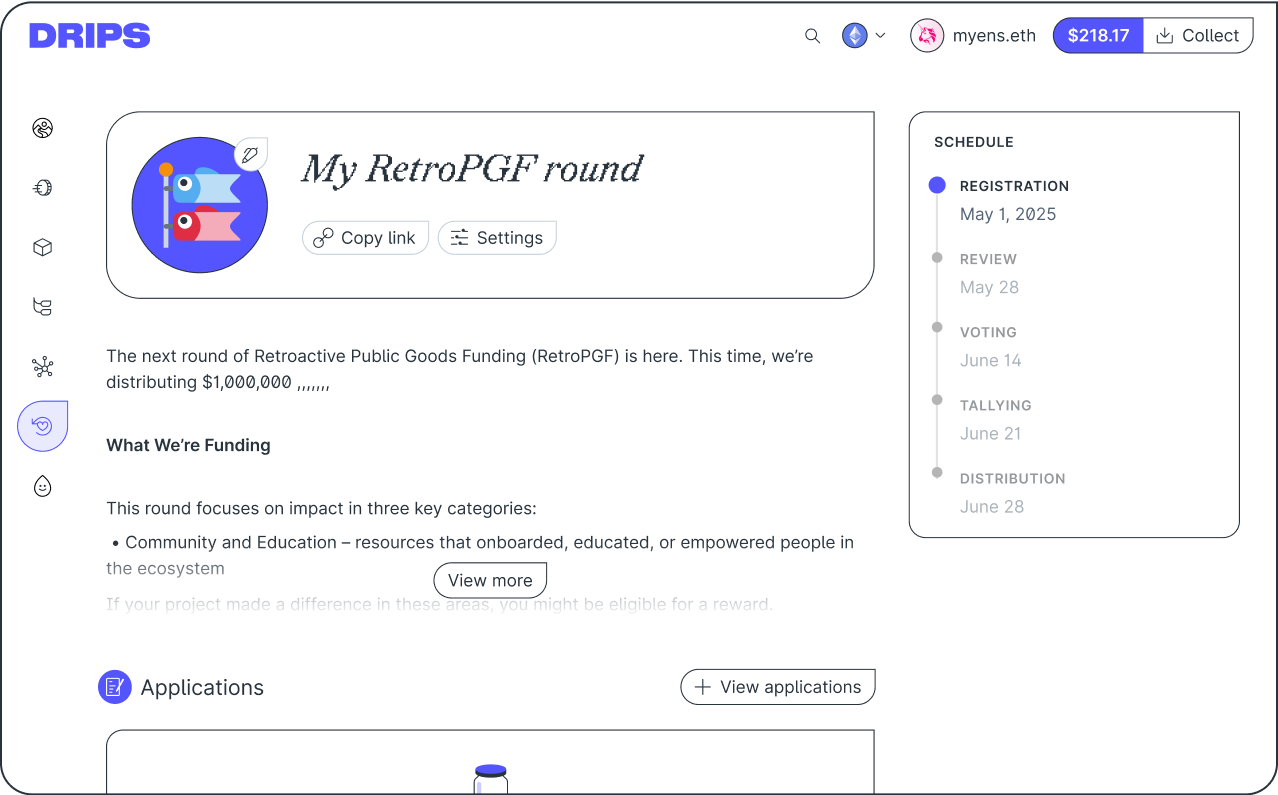 DRIPS
myens.eth
$218.17
Collect
My RetroPGF round
Copy link
Settings
The next round of Retroactive Public Goods Funding (RetroPGF) is here. This time, we’re
distributing $1,000,000 ,,,,,,,
What We’re Funding
This round focuses on impact in three key categories:
• Community and Education – resources that onboarded, educated, or empowered people in
the ecosystem
View more
If your project made a difference in these areas, you might be eligible for a reward.
Applications
View applications
SCHEDULE
REGISTRATION
May 1, 2025
REVIEW
May 28
VOTING
June 14
TALLYING
June 21
DISTRIBUTION
June 28